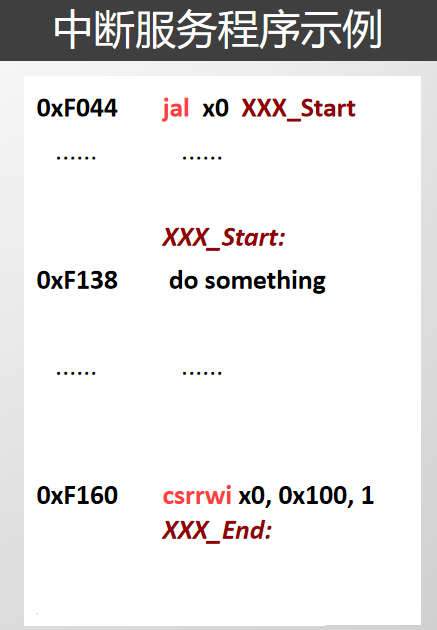 中断服务程序示例
0xF044 jal x0 XXX_Start
...... ......
XXX_Start:
0xF138 do something
...... ......
0xF160 csrrwi x0, 0x100, 1
XXX_End: